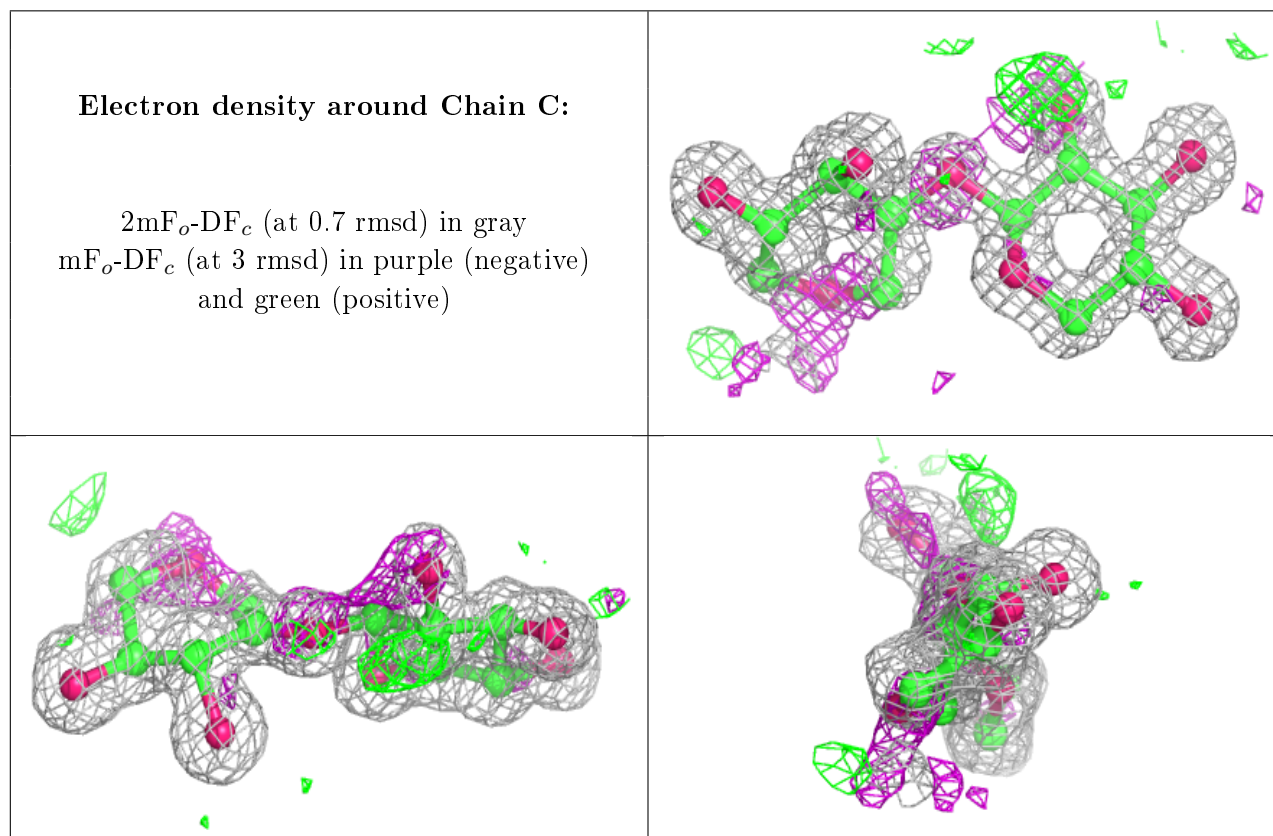 Electron density around Chain C:
2mFo-DFc (at 0.7 rmsd) in gray
mFo-DFc (at 3 rmsd) in purple (negative)
and green (positive)